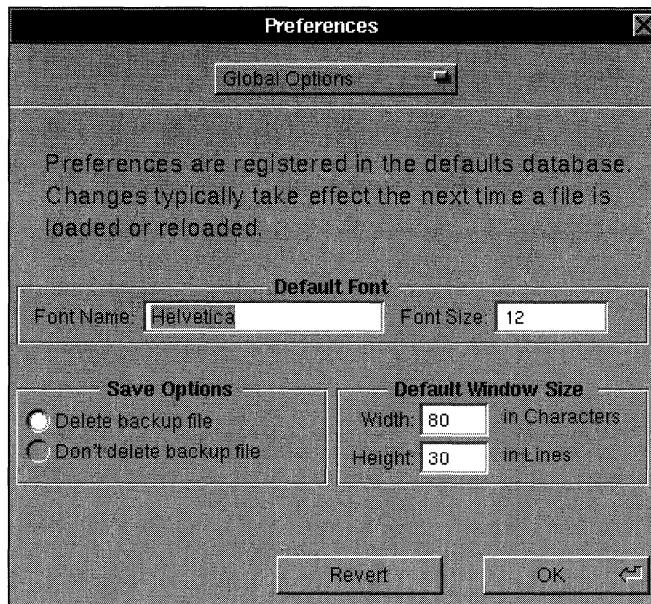 Preferences
Global Options
Preferences are registered in the defaults database.
Changes typically take effect the next time a file is
loaded or reloaded.
Default Font
Font Name: Helvetica Font Size: 12
Save Options
Delete backup file
Don't delete backup file
Default Window Size
Width: 80 in Characters
Height: 30 in Lines
Revert OK